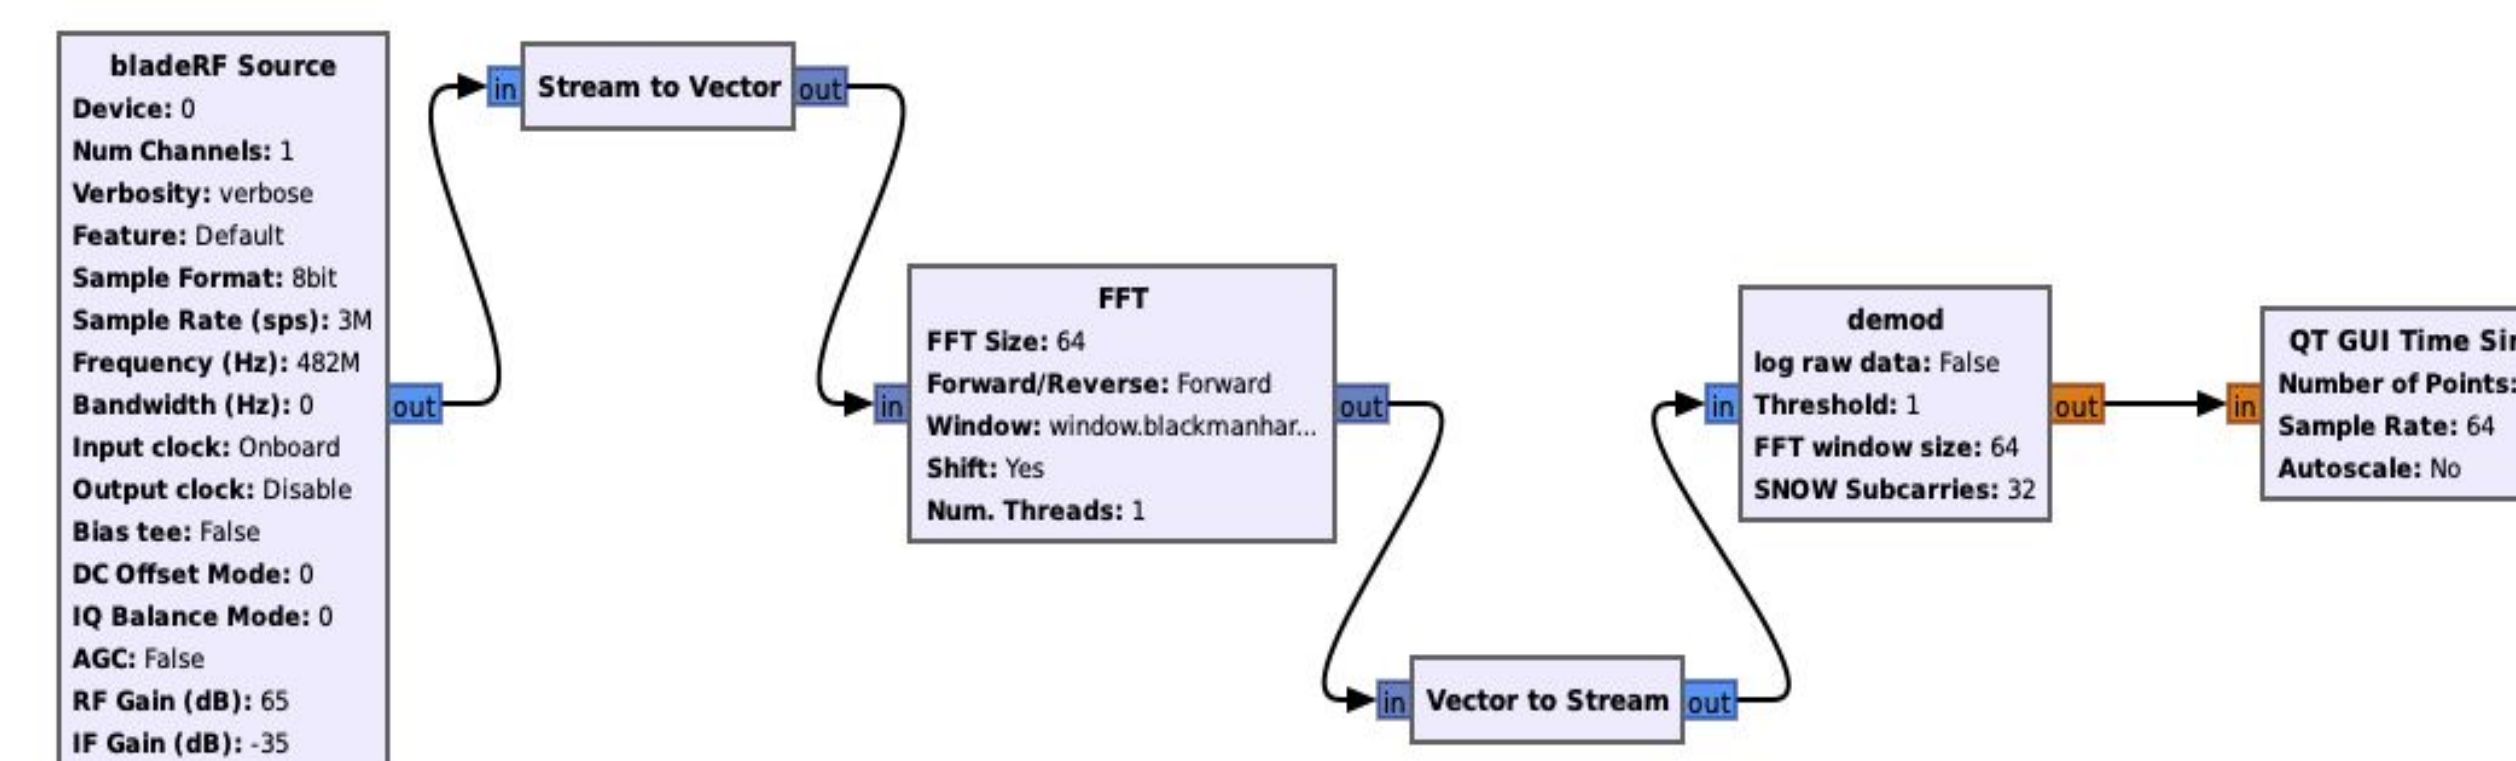 bladeRF Source
Device: 0
Num Channels: 1
Verbosity: verbose
Feature: Default
Sample Format: 8bit
Sample Rate (sps): 3M
Frequency (Hz): 482M
Bandwidth (Hz): 0
Input clock: Onboard
Output clock: Disable
Bias tee: False
DC Offset Mode: 0
IQ Balance Mode: 0
AGC: False
RF Gain (dB): 65
IF Gain (dB): -35
out
in
Stream to Vector
out
in
FFT
FFT Size: 64
Forward/Reverse: Forward
Window: window.blackmanhar...
Shift: Yes
Num. Threads: 1
out
in
Vector to Stream
out
in
demod
log raw data: False
Threshold: 1
FFT window size: 64
SNOW Subcarries: 32
out
in
QT GUI Time Sin
Number of Points:
Sample Rate: 64
Autoscale: No